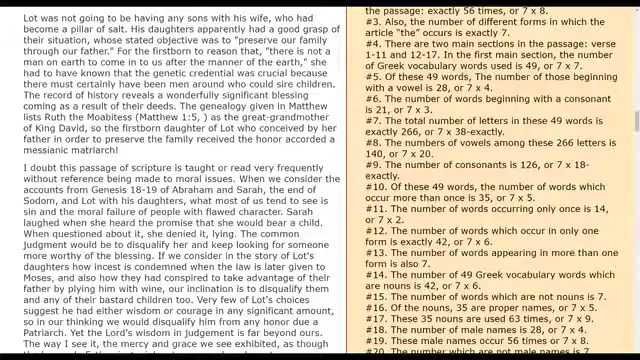 Lot was not going to be having any sons with his wife, who had
become a pillar of salt. His daughters apparently had a good grasp
of their situation, whose stated objective was to "preserve our family
through our father." For the firstborn to reason that, "there is not a
man on earth to come in to us after the manner of the earth," she
had to have known that the genetic credential was crucial because
there must certainly have been men around who could sire children.
The record of history reveals a wonderfully significant blessing
coming as a result of their deeds. The genealogy given in Matthew
lists Ruth the Moabitess (Matthew 1:5, ) as the great-grandmother
of King David, so the firstborn daughter of Lot who conceived by her
father in order to preserve the family received the honor accorded a
messianic matriarch!
I doubt this passage of scripture is taught or read very frequently
without reference being made to moral issues. When we consider the
accounts from Genesis 18-19 of Abraham and Sarah, the end of
Sodom, and Lot with his daughters, what most of us tend to see is
sin and the moral failure of people with flawed character. Sarah
laughed when she heard the promise that she would bear a child.
When questioned about it, she denied it, lying. The common
judgment would be to disqualify her and keep looking for someone
more worthy of the blessing. If we consider in the story of Lot's
daughters how incest is condemned when the law is later given to
Moses, and also how they had conspired to take advantage of their
father by plying him with wine, our inclination is to disqualify them
and any of their bastard children too. Very few of Lot's choices
suggest he had either wisdom or courage in any significant amount,
so in our thinking we would disqualify him from any honor due a
Patriarch. Yet the Lord's wisdom in judgement is far beyond ours.
The way I see it, the mercy and grace we see exhibited, as though
the passage: exactly 56 times, or 7 x 8.
#3. Also, the number of different forms in which the
article "the" occurs is exactly 7.
#4. There are two main sections in the passage: verse
1-11 and 12-17. In the first main section, the number
of Greek vocabulary words used is 49, or 7 x 7.
#5. Of these 49 words, The number of those beginning
with a vowel is 28, or 7 x 4.
#6. The number of words beginning with a consonant
is 21, or 7 x 3.
#7. The total number of letters in these 49 words is
exactly 266, or 7 x 38-exactly.
#8. The numbers of vowels among these 266 letters is
140, or 7 x 20.
#9. The number of consonants is 126, or 7 x 18-
exactly.
#10. Of these 49 words, the number of words which
occur more than once is 35, or 7 x 5.
#11. The number of words occurring only once is 14,
or 7 x 2.
#12. The number of words which occur in only one
form is exactly 42, or 7 x 6.
#13. The number of words appearing in more than one
form is also 7.
#14. The number of 49 Greek vocabulary words which
are nouns is 42, or 7 x 6.
#15. The number of words which are not nouns is 7.
#16. Of the nouns, 35 are proper names, or 7 x 5.
#17. These 35 nouns are used 63 times, or 7 x 9.
#18. The number of male names is 28, or 7 x 4.
#19. These male names occur 56 times or 7 x 8.
#20. The number which are not male names is 7.